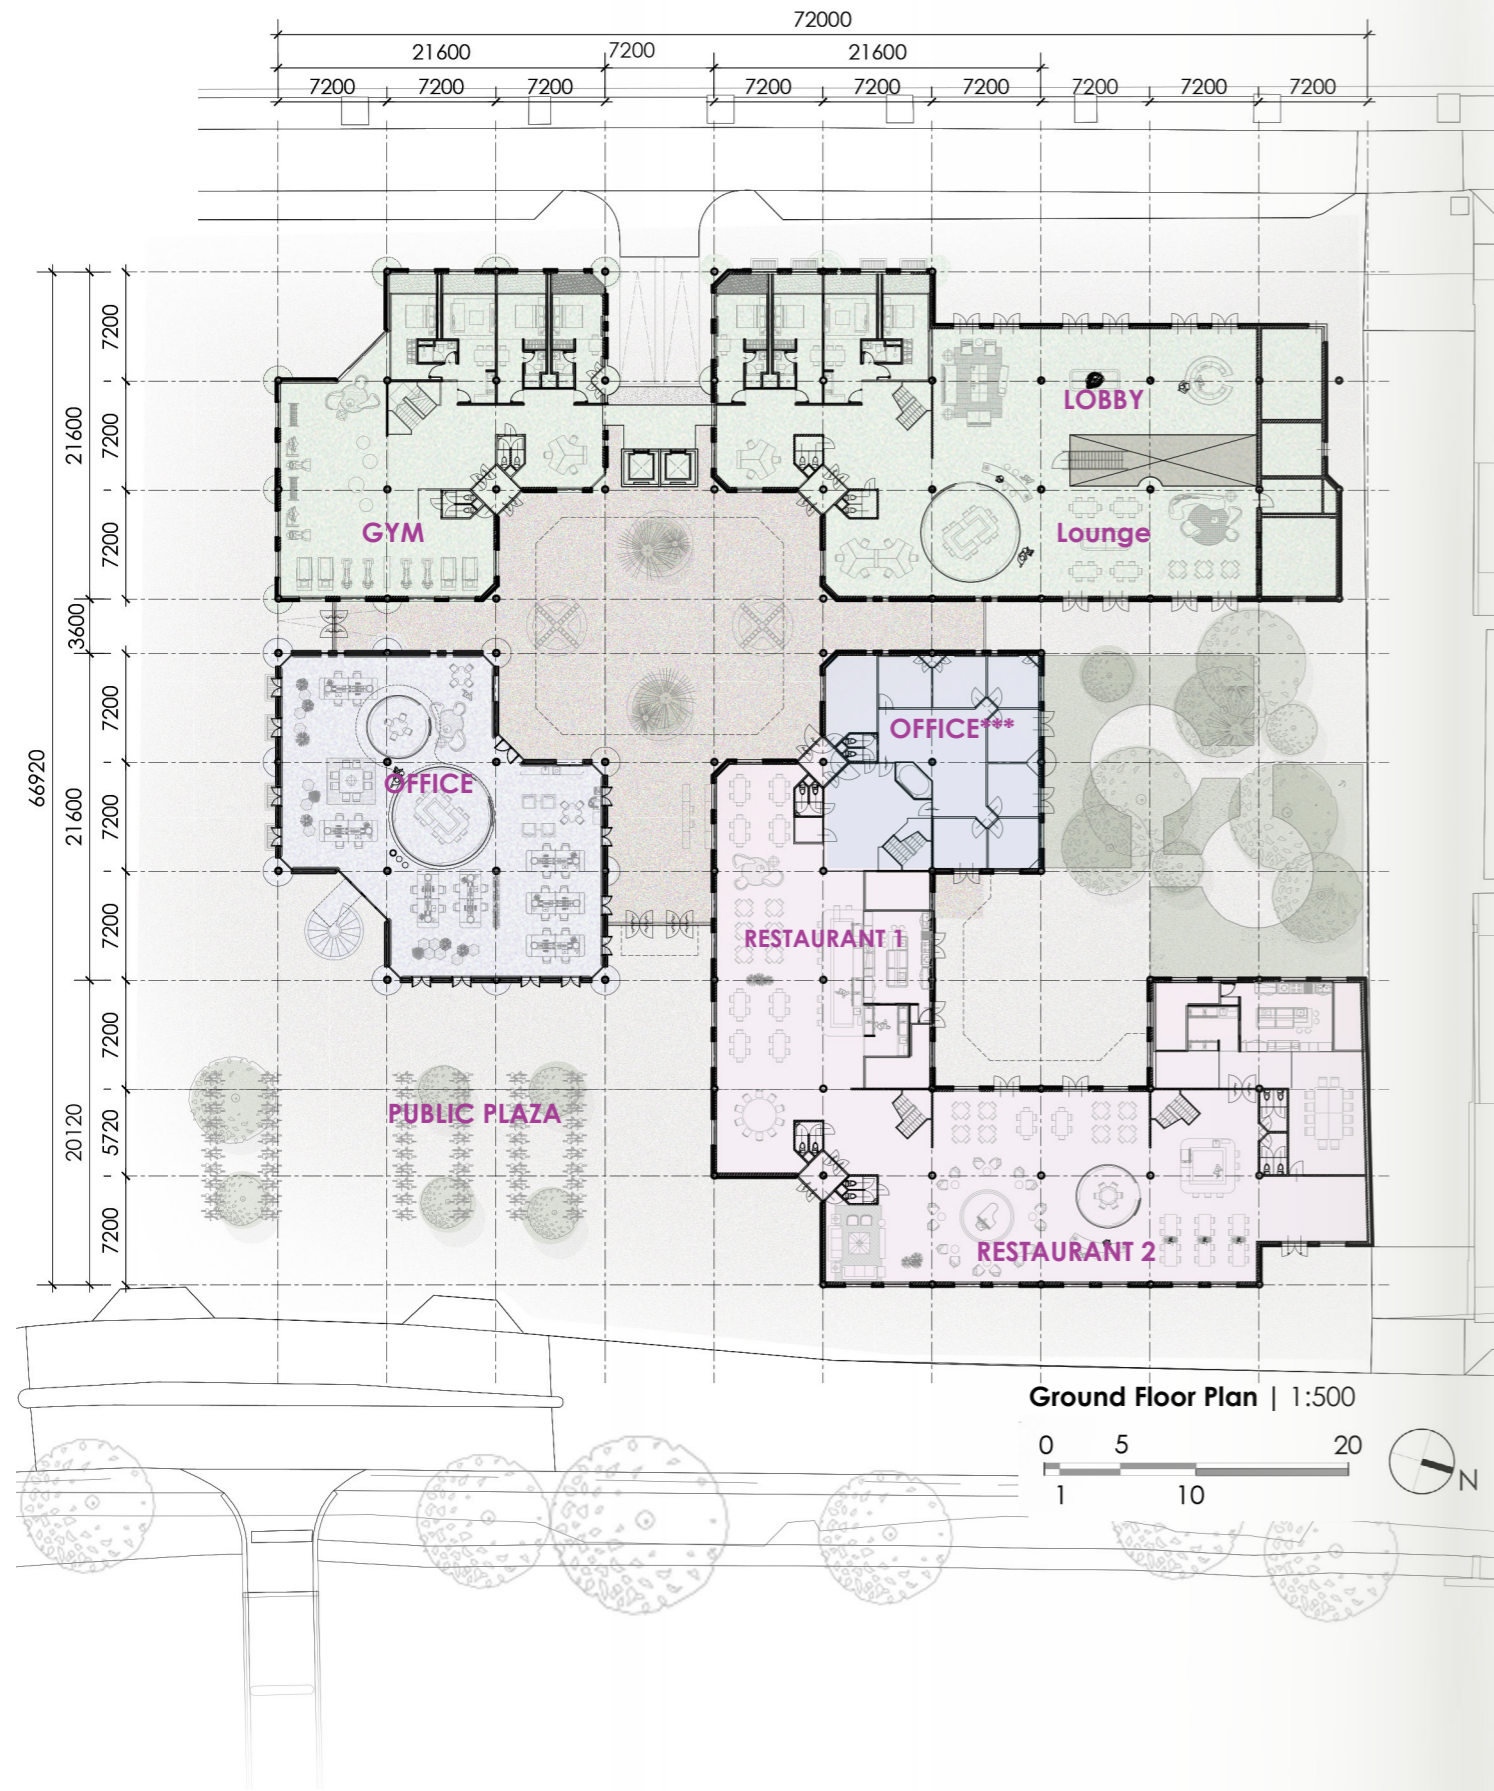 72000
21600 7200 21600
7200 7200 7200 7200 7200 7200 7200 7200 7200
66920
21600 3600 21600 20120
7200 7200 7200 7200 7200 7200 7200 5720 7200
LOBBY
GYM
Lounge
OFFICE
OFFICE***
RESTAURANT 1
PUBLIC PLAZA
RESTAURANT 2
Ground Floor Plan | 1:500
0 5 20
1 10
N